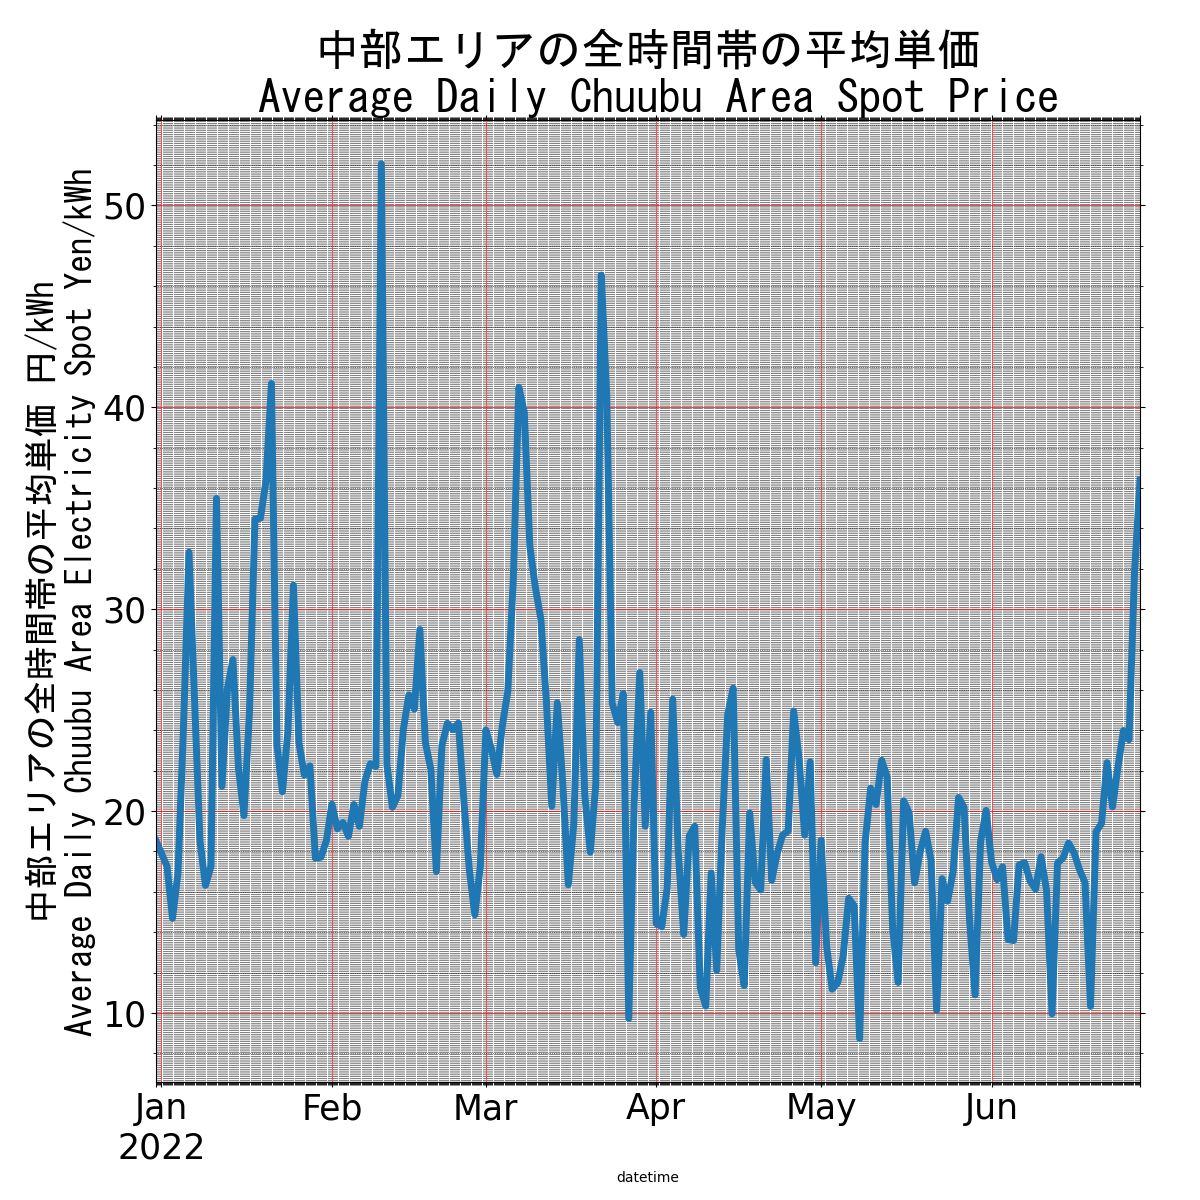 中部エリアの全時間帯の平均単価
Average Daily Chuubu Area Spot Price
中部エリアの全時間帯の平均単価 円/kWh
Average Daily Chuubu Area Electricity Spot Yen/kWh
50
40
30
20
10
Jan Feb Mar Apr May Jun
2022
datetime